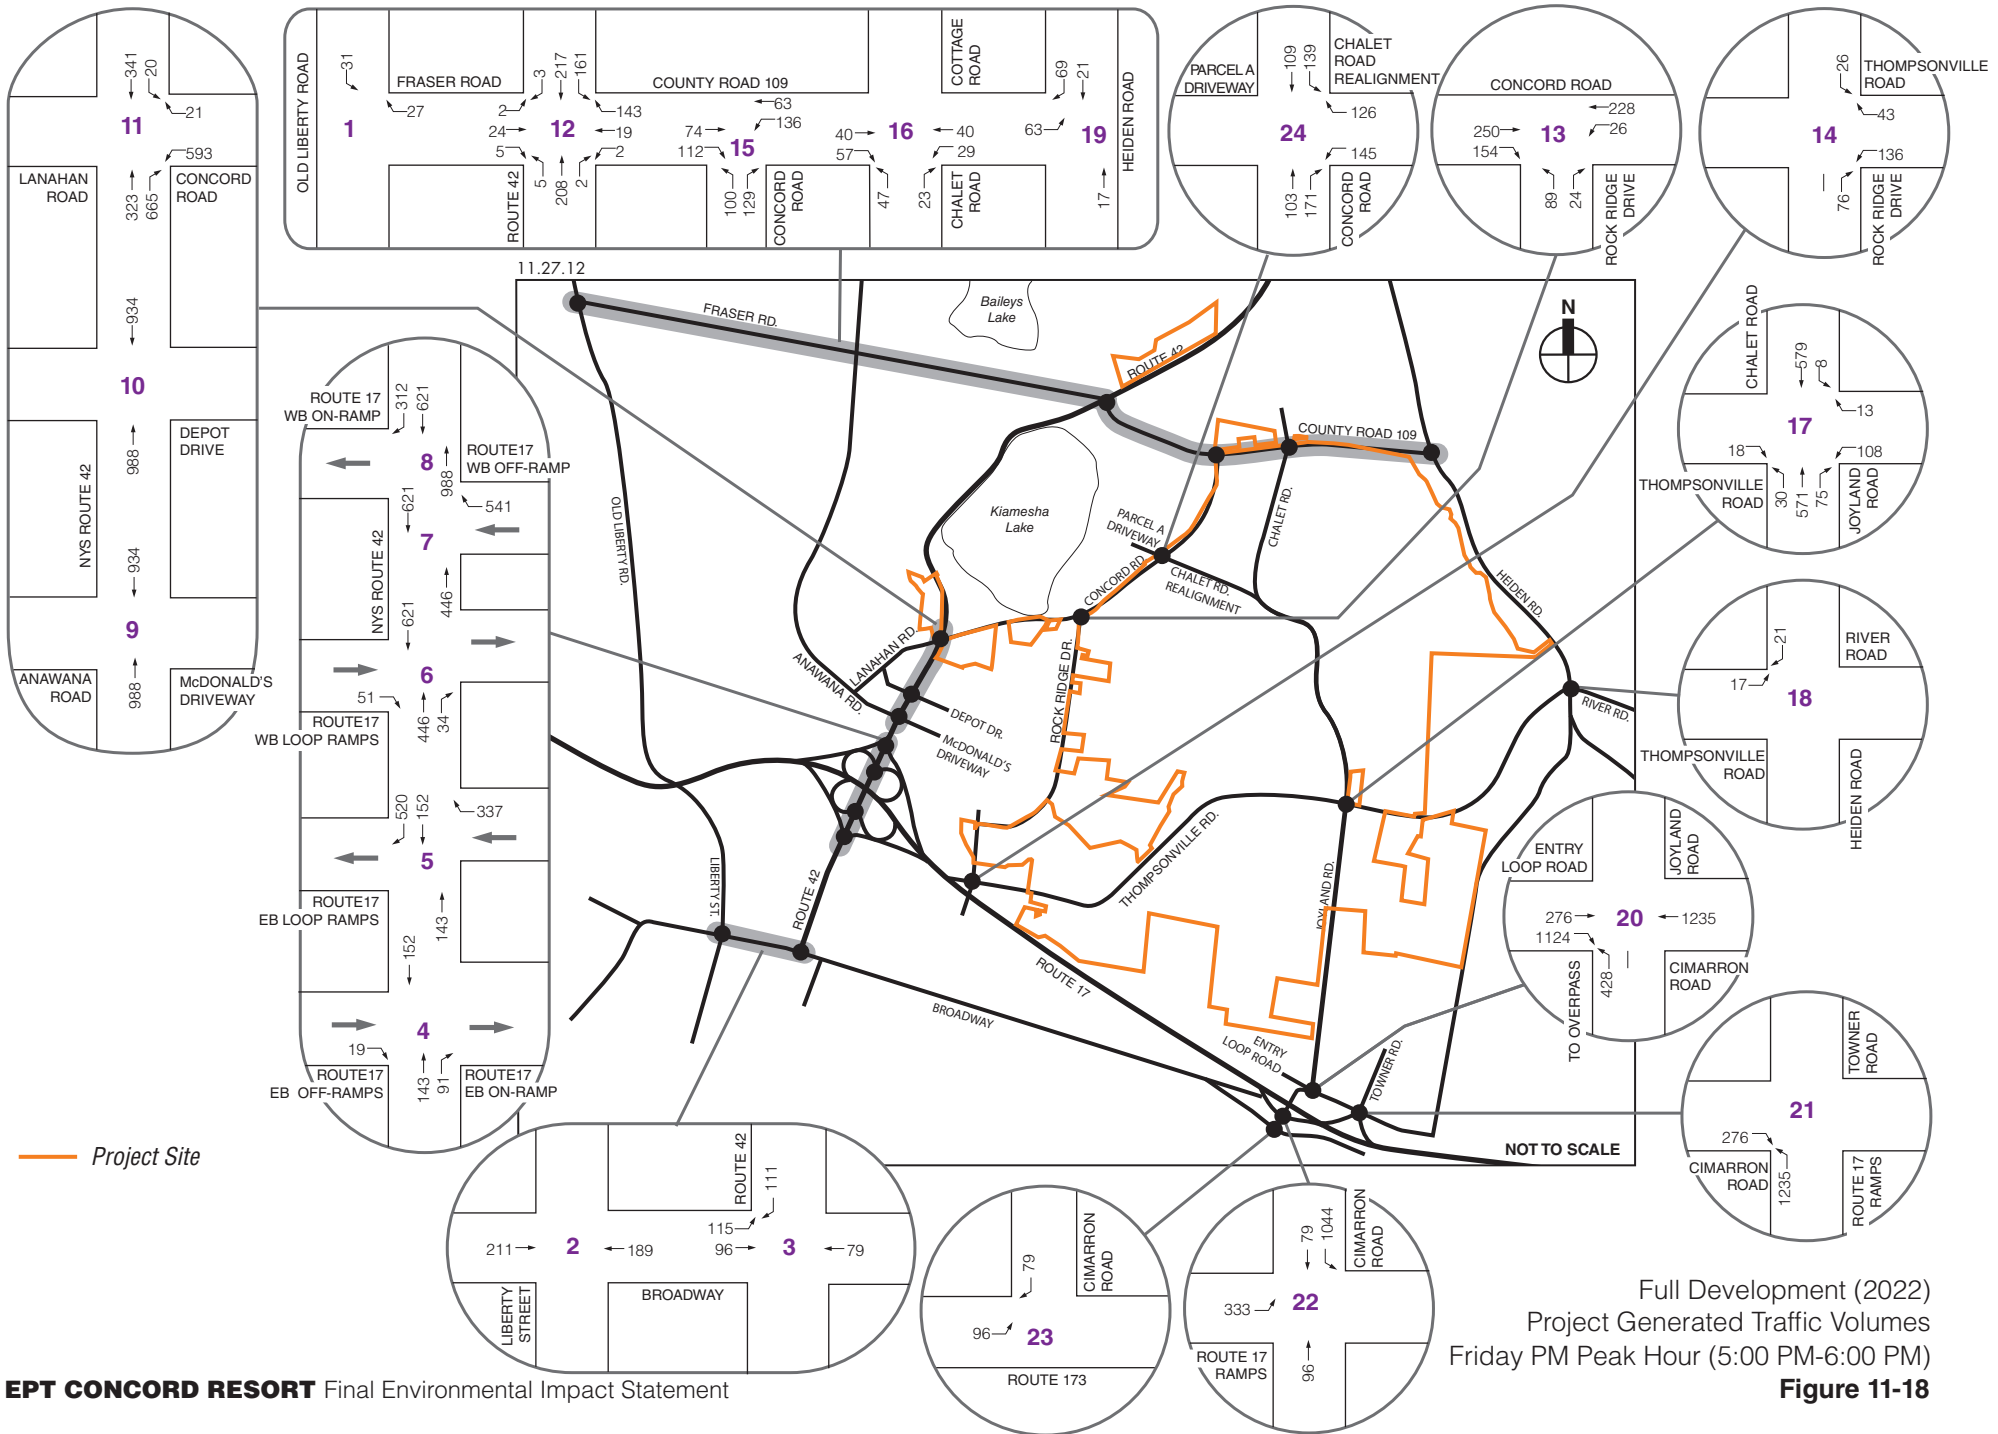 341
20
21
11
593
LANAHAN
ROAD
323
665
CONCORD
ROAD
934
10
988
NYS ROUTE 42
DEPOT
DRIVE
934
9
988
ANAWANA
ROAD
McDONALD'S
DRIVEWAY
OLD LIBERTY ROAD
31
1
27
FRASER ROAD
3
217
161
2
143
24
12
19
5
2
5
208
2
ROUTE 42
COUNTY ROAD 109
63
136
74
15
112
100
129
CONCORD
ROAD
COTTAGE
ROAD
40
16
40
57
29
47
23
CHALET
ROAD
69
21
63
19
17
HEIDEN ROAD
PARCEL A
DRIVEWAY
109
139
CHALET
ROAD
REALIGNMENT
126
24
145
103
171
CONCORD
ROAD
CONCORD ROAD
228
250
13
26
154
89
24
ROCK RIDGE
DRIVE
26
THOMPSONVILLE
ROAD
43
14
136
76
ROCK RIDGE
DRIVE
ROUTE 17
WB ON-RAMP
312
621
8
ROUTE17
WB OFF-RAMP
988
541
621
7
NYS ROUTE 42
446
621
6
51
446
34
ROUTE17
WB LOOP RAMPS
520
152
337
5
ROUTE17
EB LOOP RAMPS
143
152
4
19
ROUTE17
EB OFF-RAMPS
143
91
ROUTE17
EB ON-RAMP
11.27.12
FRASER RD.
Baileys
Lake
ROUTE 42
N
COUNTY ROAD 109
Kiamesha
Lake
OLD LIBERTY RD.
PARCEL A
DRIVEWAY
CHALET RD.
CONCORD RD.
CHALET RD.
REALIGNMENT
HEIDEN RD.
LANAHAN RD.
ANAWANA RD.
DEPOT DR.
McDONALD'S
DRIVEWAY
ROCK RIDGE DR.
RIVER RD.
THOMPSONVILLE RD.
JOYLAND RD.
LIBERTY ST.
ROUTE 42
ROUTE 17
BROADWAY
ENTRY
LOOP ROAD
TOWNER RD.
NOT TO SCALE
CHALET ROAD
579
8
13
17
18
108
THOMPSONVILLE
ROAD
30
571
75
JOYLAND
ROAD
21
RIVER
ROAD
17
18
THOMPSONVILLE
ROAD
HEIDEN ROAD
ENTRY
LOOP ROAD
JOYLAND
ROAD
276
20
1235
1124
428
TO OVERPASS
CIMARRON
ROAD
TOWNER
ROAD
21
276
CIMARRON
ROAD
1235
ROUTE 17
RAMPS
Project Site
ROUTE 42
111
115
211
2
189
96
3
79
LIBERTY
STREET
BROADWAY
79
CIMARRON
ROAD
96
23
ROUTE 173
79
1044
CIMARRON
ROAD
333
22
ROUTE 17
RAMPS
96
Full Development (2022)
Project Generated Traffic Volumes
Friday PM Peak Hour (5:00 PM-6:00 PM)
Figure 11-18
EPT CONCORD RESORT Final Environmental Impact Statement